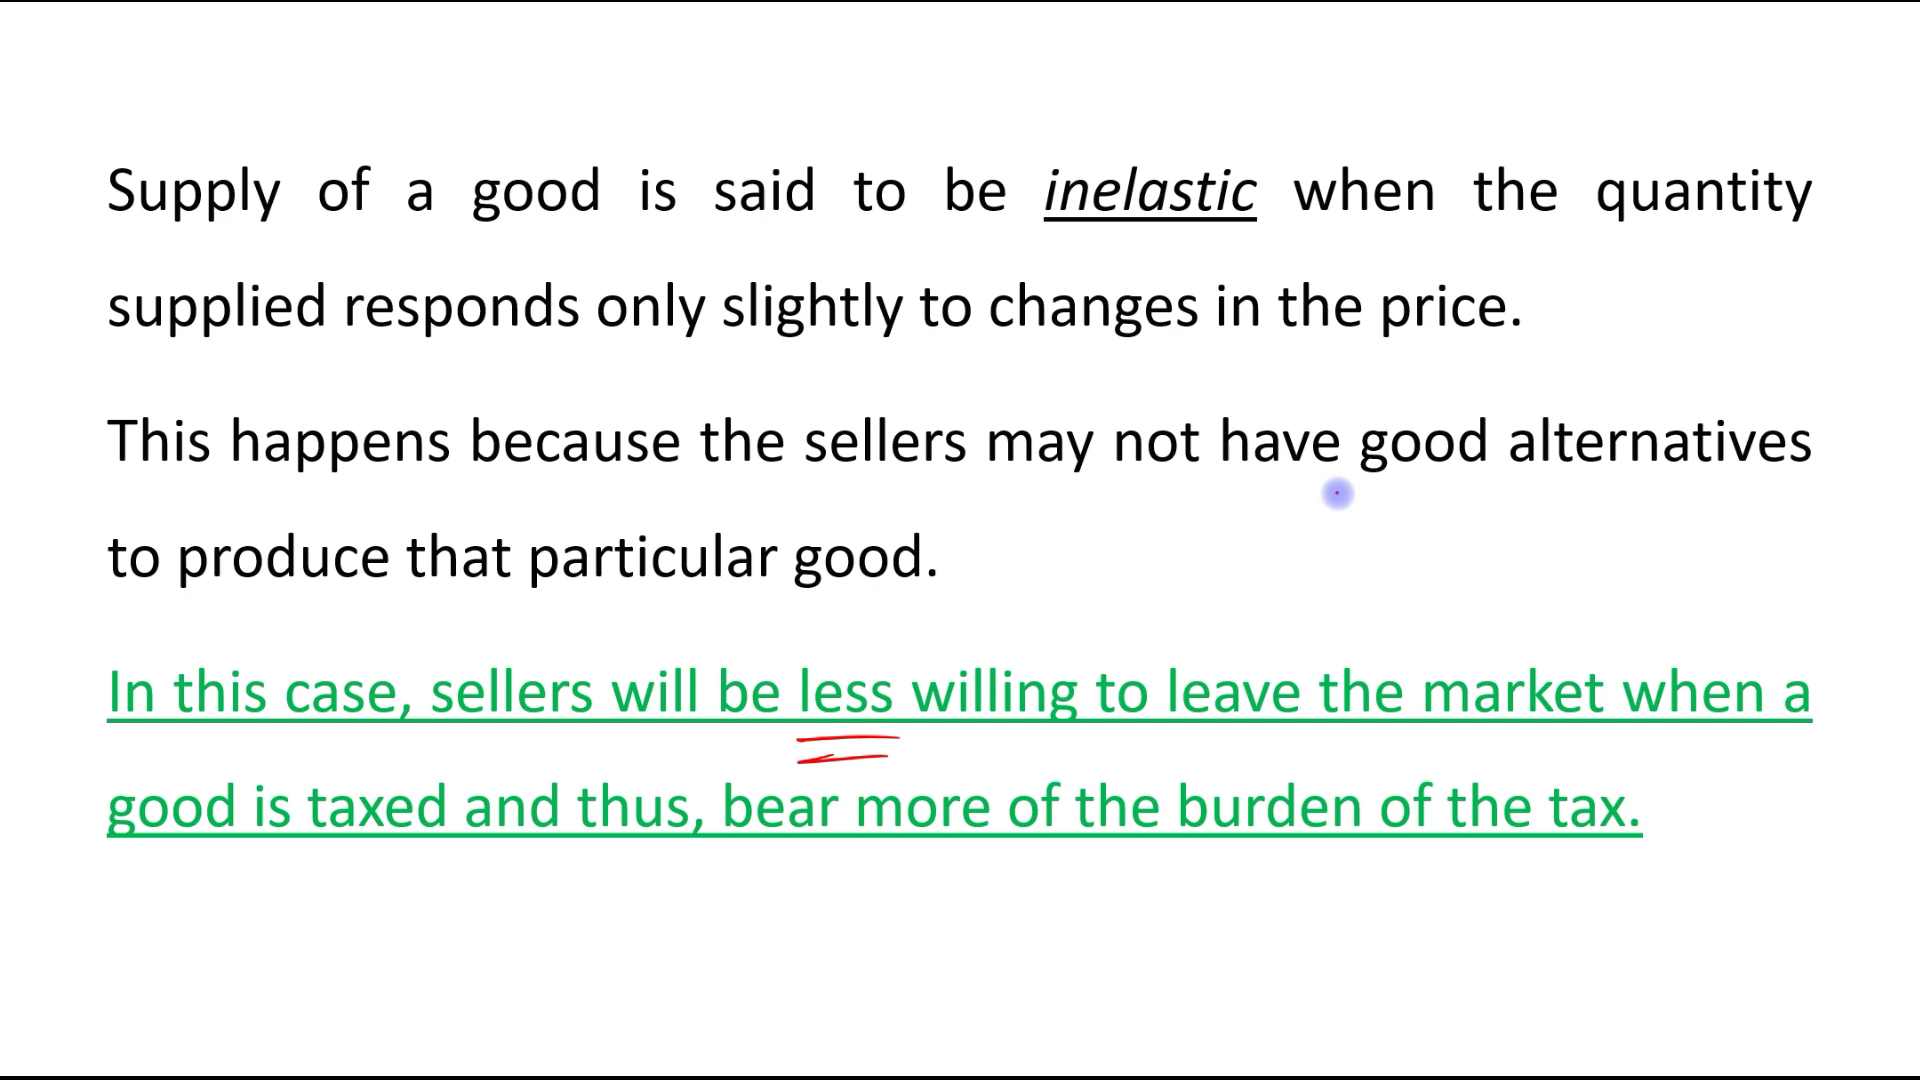 Supply of a good is said to be inelastic when the quantity
supplied responds only slightly to changes in the price.
This happens because the sellers may not have good alternatives
to produce that particular good.
In this case, sellers will be less willing to leave the market when a
good is taxed and thus, bear more of the burden of the tax.